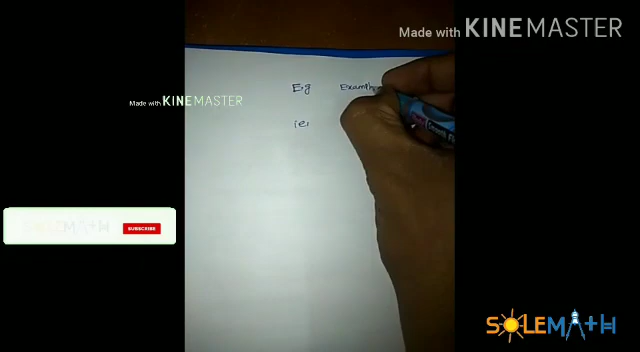 Made with KINEMASTER
E.g Examp
Made with KINEMASTER
i.e,
SOLEMATH
SUBSCRIBE
SOLEMATH